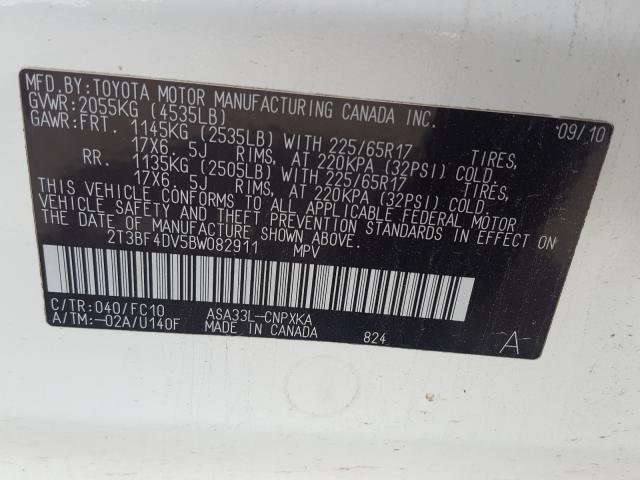 MFD. BY: TOYOTA MOTOR MANUFACTURING CANADA INC. 09/10
GVWR: 2055KG (4535LB)
GAWR: FRT. 1145KG (2535LB) WITH 225/65R17 TIRES,
17X6.5J RIMS, AT 220KPA (32PSI) COLD.
RR. 1135KG (2505LB) WITH 225/65R17 TIRES,
17X6.5J RIMS, AT 220KPA (32PSI) COLD.
THIS VEHICLE CONFORMS TO ALL APPLICABLE FEDERAL MOTOR
VEHICLE SAFETY AND THEFT PREVENTION STANDARDS IN EFFECT ON
THE DATE OF MANUFACTURE SHOWN ABOVE.
2T3BF4DV5BW082911 MPV
C/TR: 040/FC10 ASA33L-CNPXKA
A/TM: -02A/U140F MADE IN CANADA 824 A